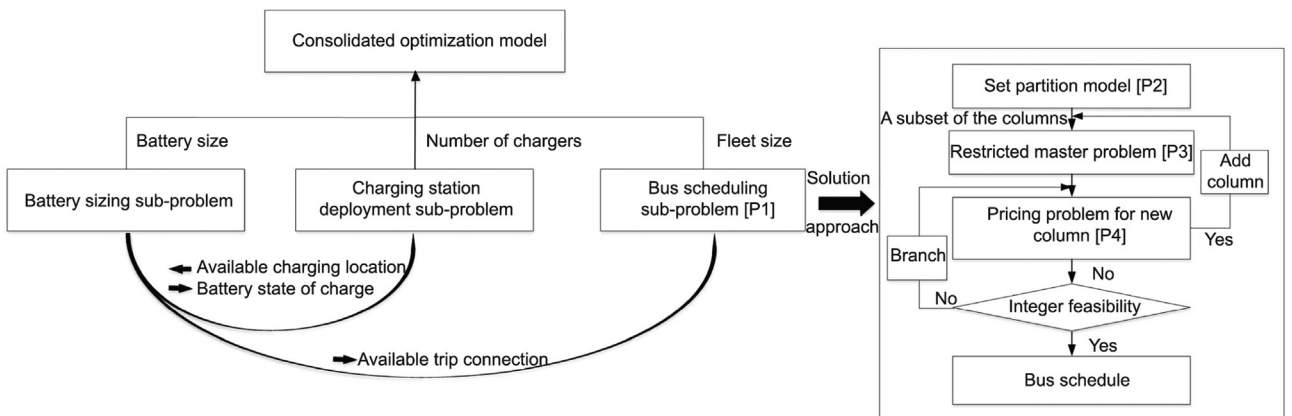 Consolidated optimization model
Battery size
Number of chargers
Fleet size
Battery sizing sub-problem
Charging station
deployment sub-problem
Bus scheduling
sub-problem [P1]
Available charging location
Battery state of charge
Available trip connection
Solution
approach
Set partition model [P2]
A subset of the columns
Restricted master problem [P3]
Add
column
Pricing problem for new
column [P4]
Yes
Branch
No
No
Integer feasibility
Yes
Bus schedule